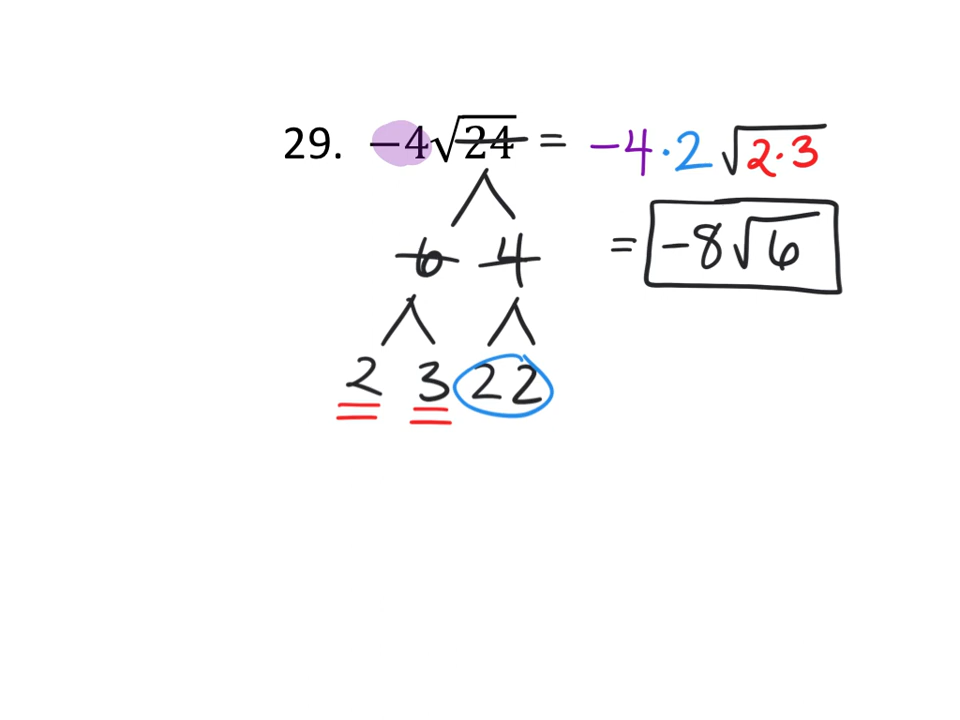 29. −4√24 = −4·2 √2·3
6 4 = −8√6
2 3 2 2